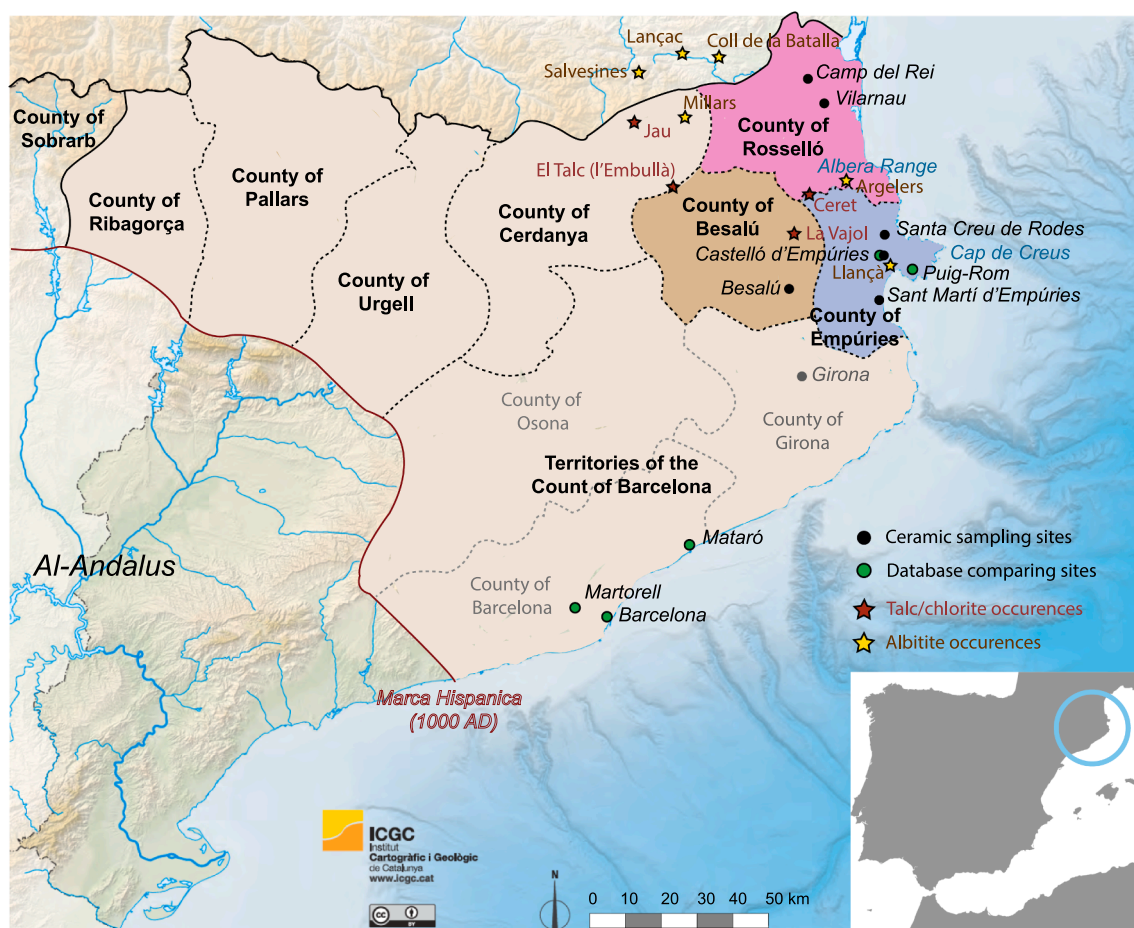 Lançac
Coll de la Batalla
Salvesines
Camp del Rei
Vilarnau
Millars
Jau
County of
Sobrarb
County of
Rosselló
El Talc (l'Embullà)
Albera Range
Argelers
Ceret
County of
Pallars
County of
Ribagorça
County of
Cerdanya
County of
Besalú
La Vajol
Santa Creu de Rodes
Castelló d'Empúries
Cap de Creus
Llançà
Puig-Rom
County of
Urgell
Besalú
Sant Martí d'Empúries
County of
Empúries
Girona
County of
Osona
County of
Girona
Territories of the
Count of Barcelona
Mataró
Al-Andalus
County of
Barcelona
Martorell
Barcelona
Ceramic sampling sites
Database comparing sites
Talc/chlorite occurences
Albitite occurences
Marca Hispanica
(1000 AD)
ICGC
Institut
Cartogràfic i Geològic
de Catalunya
www.icgc.cat
cc
BY
N
0 10 20 30 40 50 km